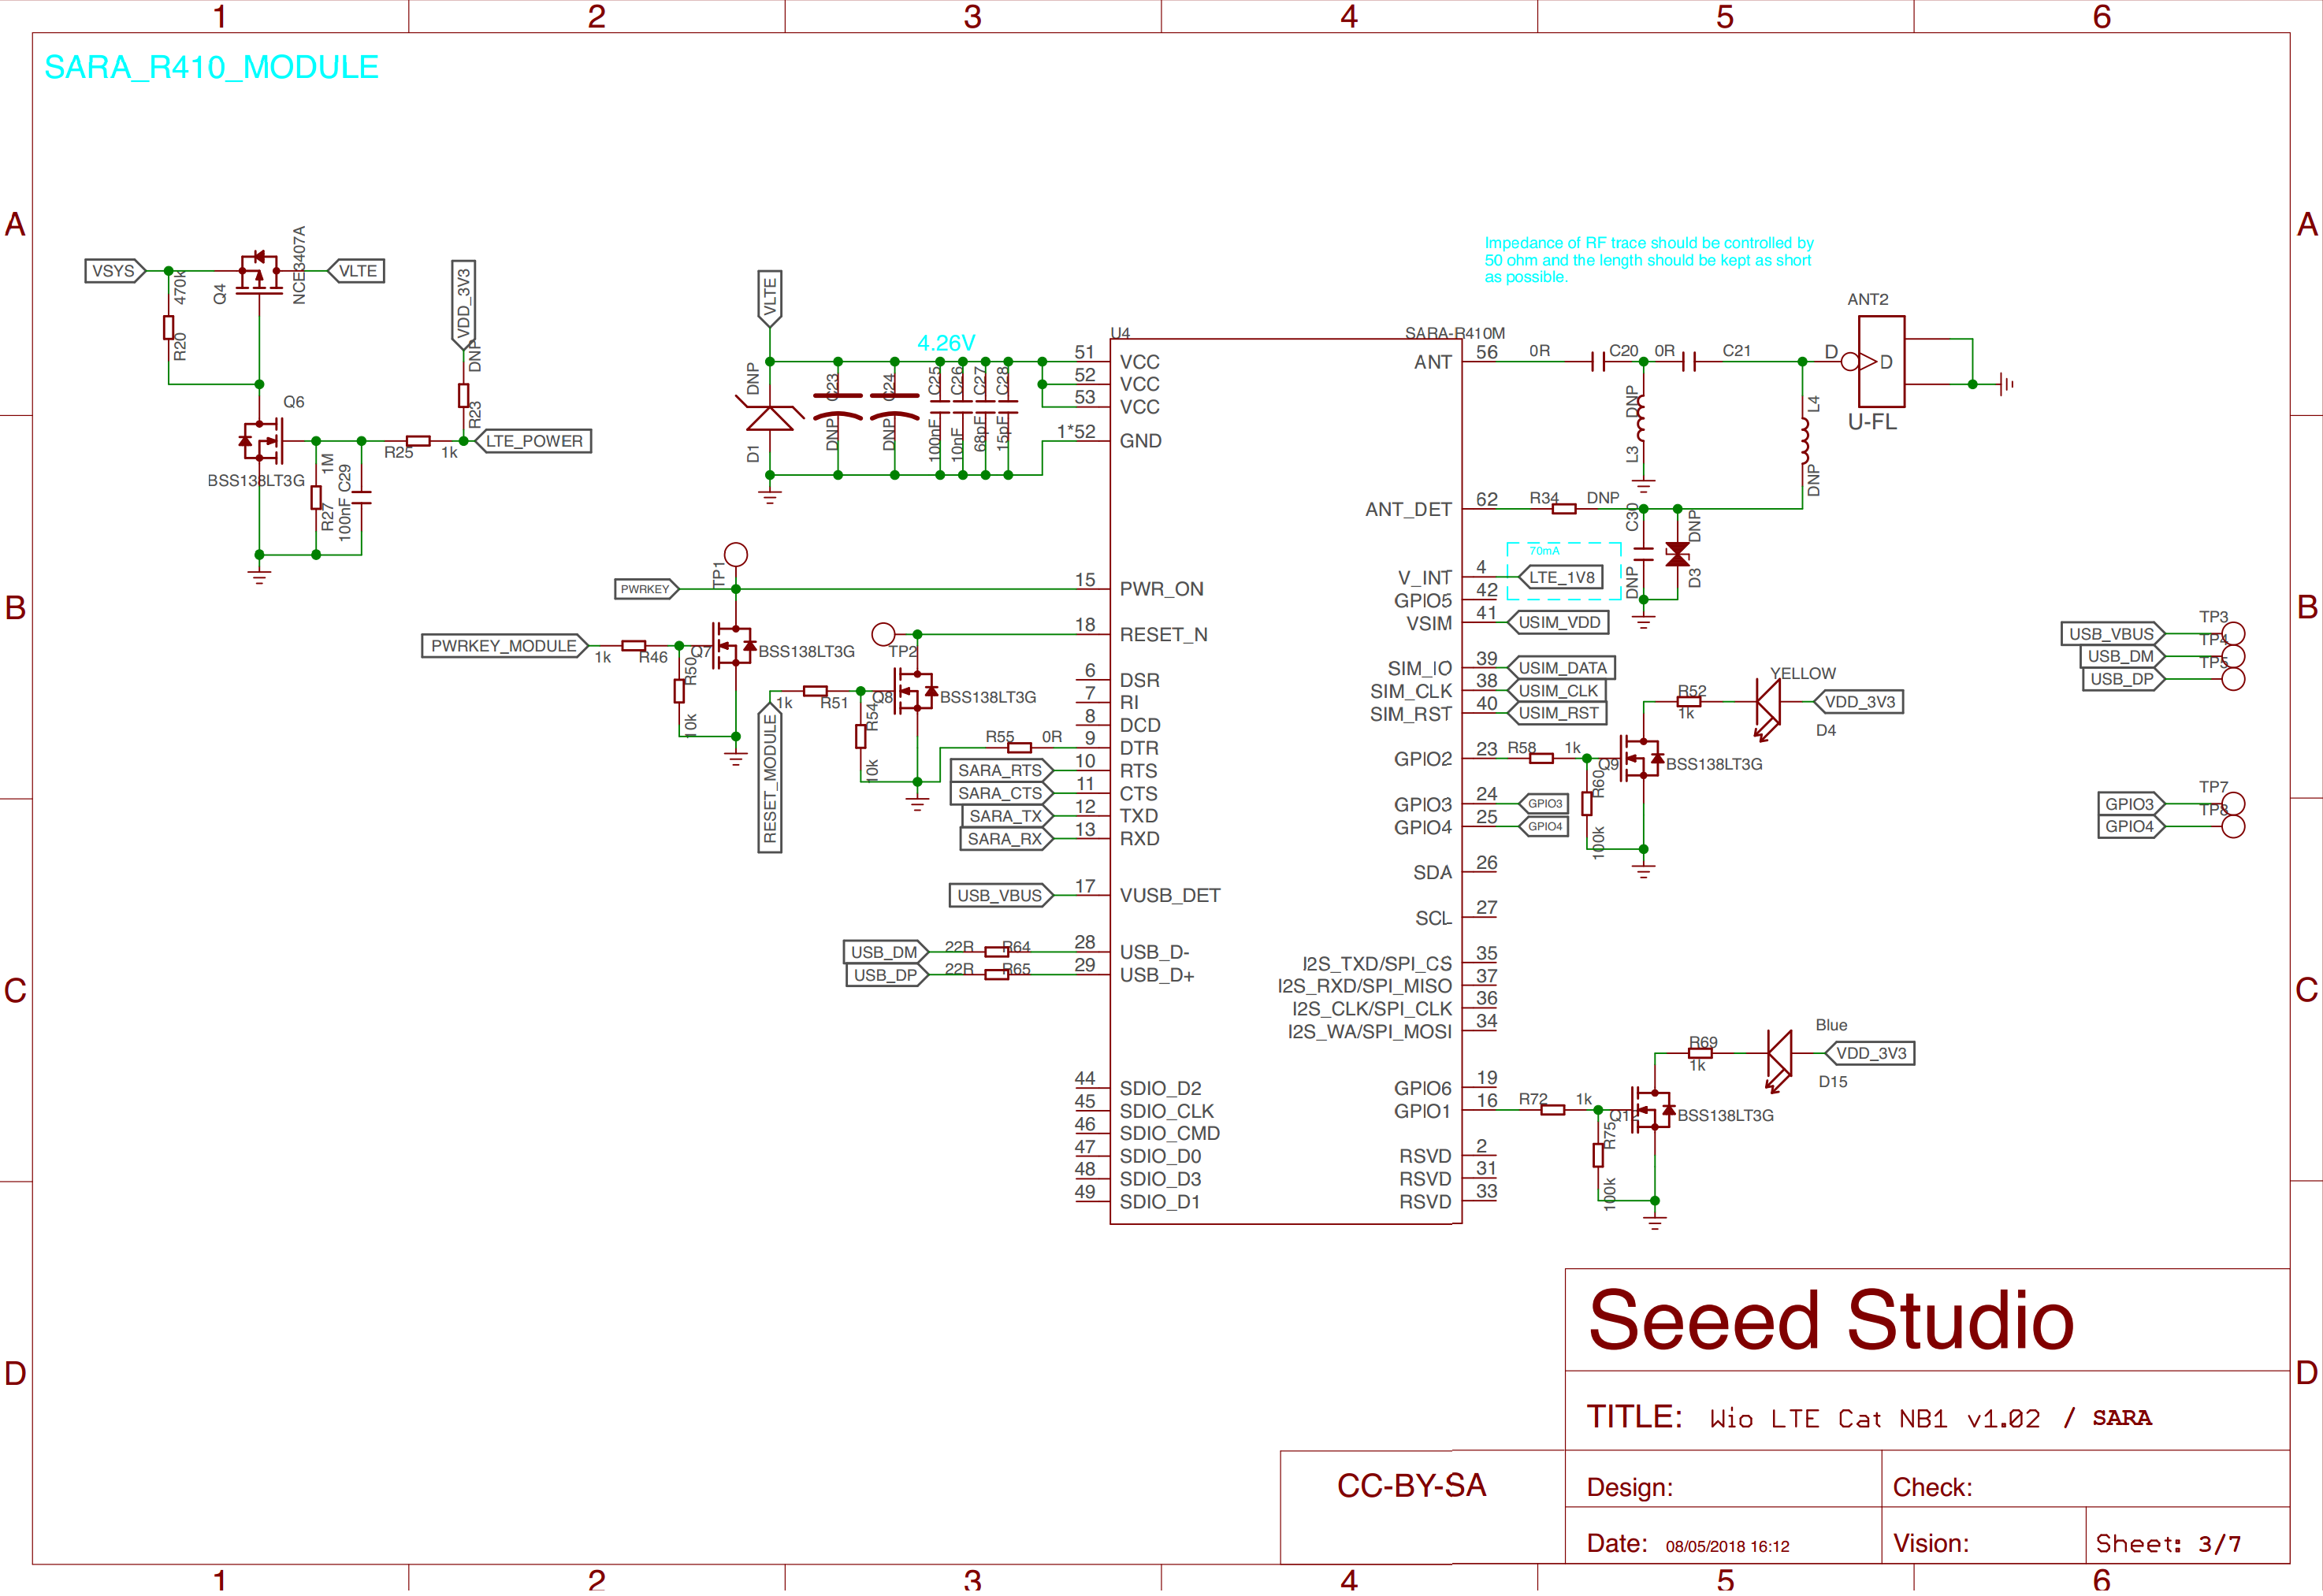 1 2 3 4 5 6
SARA_R410_MODULE
A A
B B
C C
D D
VSYS
470k
R20
Q4
NCE3407A
VLTE
VDD_3V3
DNP
R23
Q6
BSS138LT3G
R25 1k
LTE_POWER
1M
R27
C29
100nF
VLTE
4.26V
DNP
D1
C23
DNP
C24
DNP
C25
100nF
C26
10nF
C27
68pF
C28
15pF
U4
SARA-R410M
51 VCC
52 VCC
53 VCC
1*52 GND
TP1
PWRKEY
15 PWR_ON
PWRKEY_MODULE
1k R46
Q7
BSS138LT3G
R50
10k
TP2
18 RESET_N
RESET_MODULE
1k R51
Q8
BSS138LT3G
R54
10k
6 DSR
7 RI
8 DCD
R55 0R
9 DTR
SARA_RTS 10 RTS
SARA_CTS 11 CTS
SARA_TX 12 TXD
SARA_RX 13 RXD
USB_VBUS 17 VUSB_DET
USB_DM 22R R64 28 USB_D-
USB_DP 22R R65 29 USB_D+
44 SDIO_D2
45 SDIO_CLK
46 SDIO_CMD
47 SDIO_D0
48 SDIO_D3
49 SDIO_D1
Impedance of RF trace should be controlled by
50 ohm and the length should be kept as short
as possible.
ANT 56 0R C20 0R C21
ANT2
D D
U-FL
DNP
L3
L4
DNP
ANT_DET 62 R34 DNP
C30
DNP
DNP
D3
70mA
V_INT 4 LTE_1V8
GPIO5 42
VSIM 41 USIM_VDD
SIM_IO 39 USIM_DATA
SIM_CLK 38 USIM_CLK
SIM_RST 40 USIM_RST
GPIO2 23 R58 1k
Q9
BSS138LT3G
R60
100k
R52
1k
YELLOW
D4
VDD_3V3
GPIO3 24 GPIO3
GPIO4 25 GPIO4
SDA 26
SCL 27
I2S_TXD/SPI_CS 35
I2S_RXD/SPI_MISO 37
I2S_CLK/SPI_CLK 36
I2S_WA/SPI_MOSI 34
GPIO6 19
GPIO1 16 R72 1k
BSS138LT3G
R75
100k
R69
1k
Blue
D15
VDD_3V3
RSVD 2
RSVD 31
RSVD 33
USB_VBUS TP3
USB_DM TP4
USB_DP TP5
GPIO3 TP7
GPIO4 TP8
Seeed Studio
TITLE: Wio LTE Cat NB1 v1.02 / SARA
CC-BY-SA
Design: Check:
Date: 08/05/2018 16:12 Vision: Sheet: 3/7
1 2 3 4 5 6